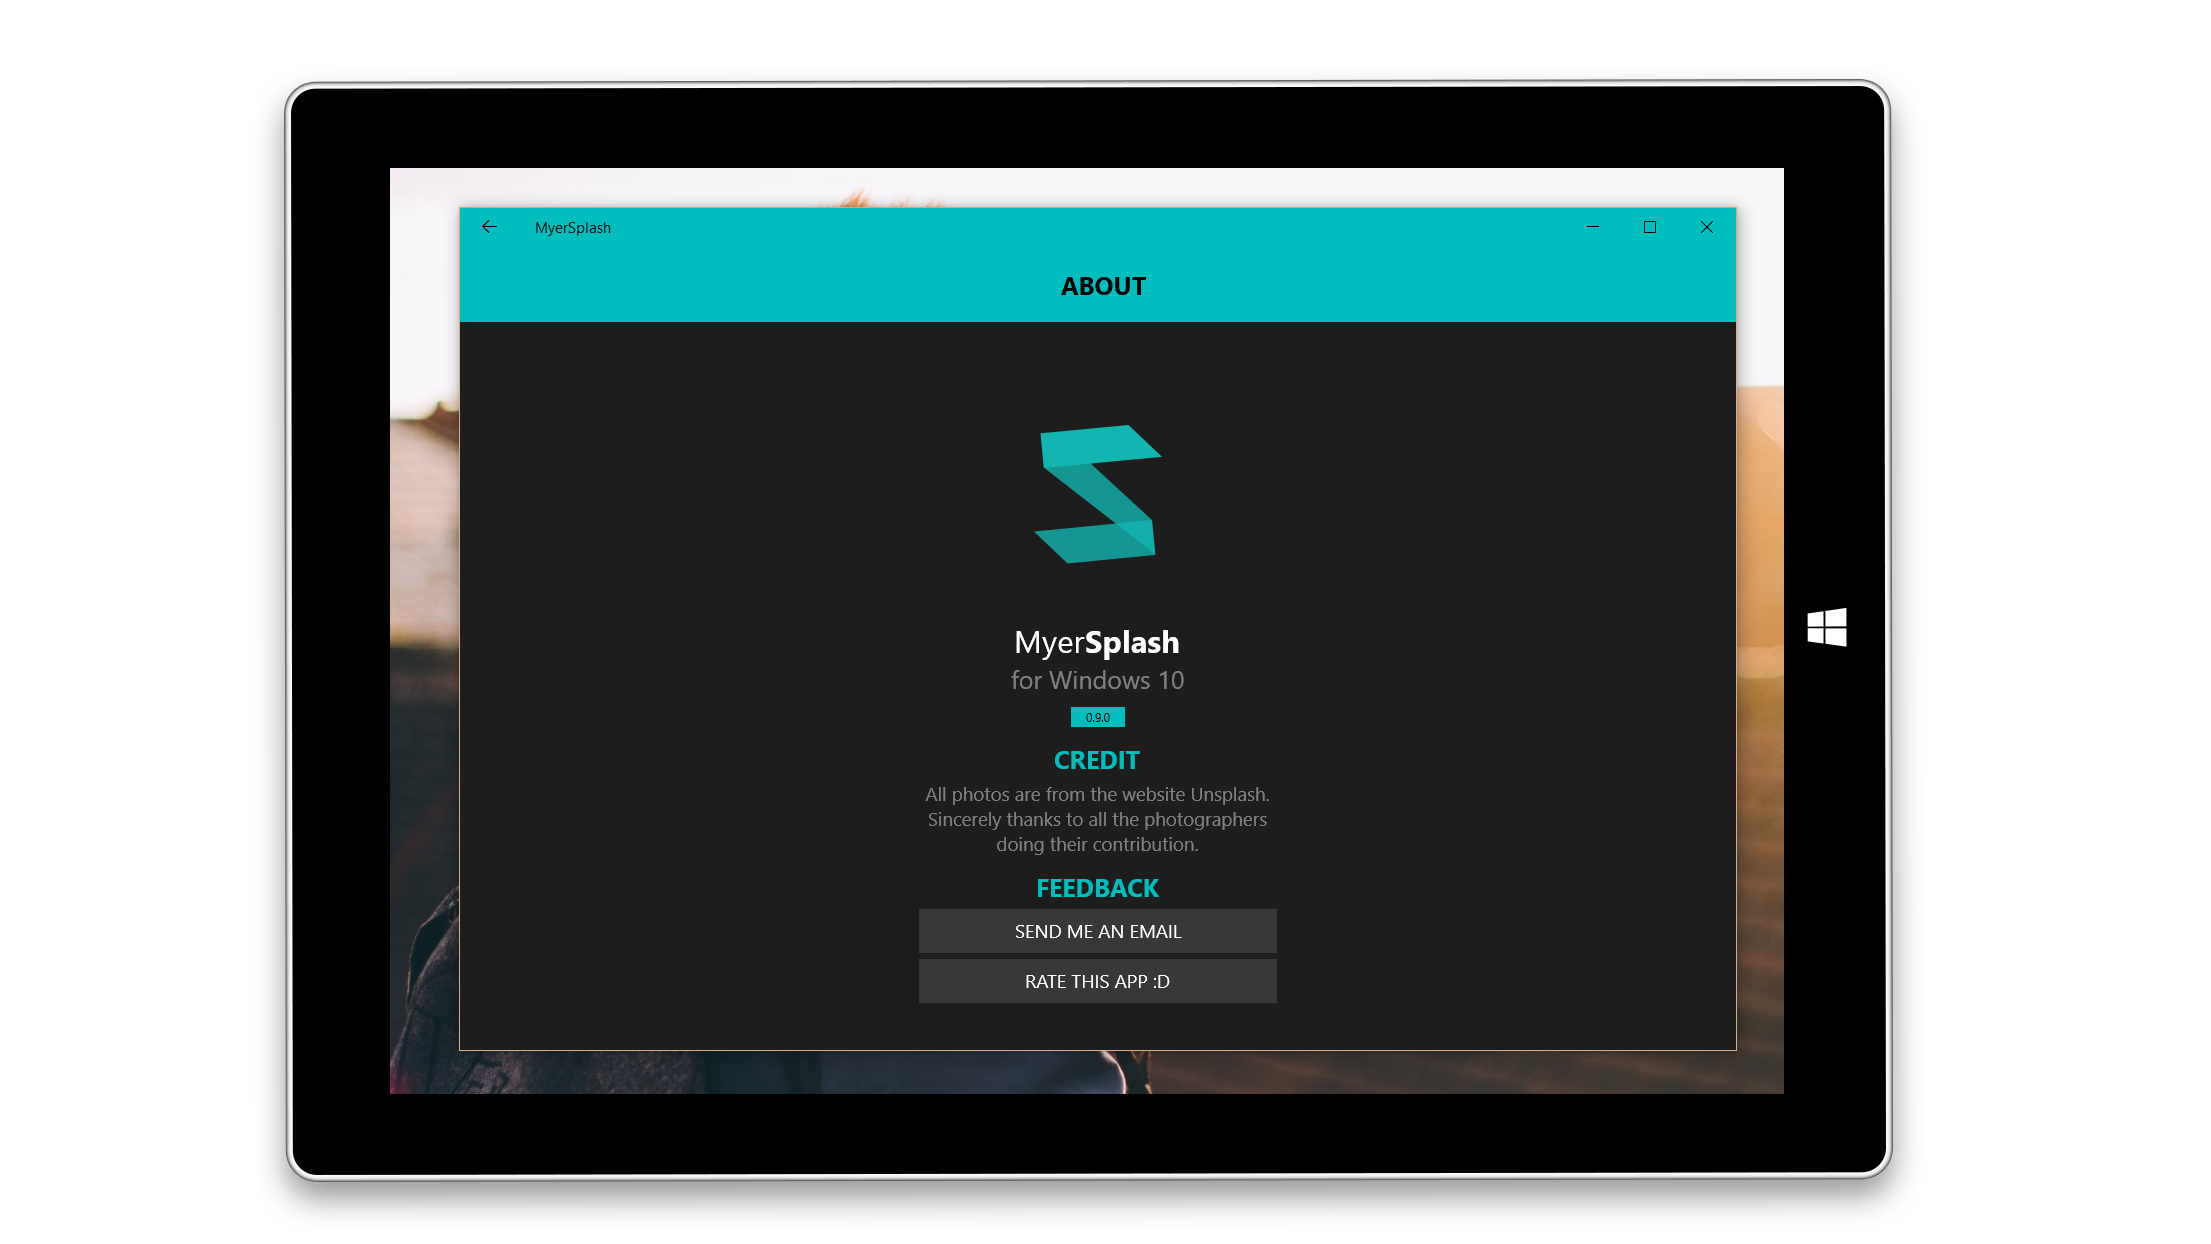 MyerSplash
ABOUT
MyerSplash
for Windows 10
0.9.0
CREDIT
All photos are from the website Unsplash.
Sincerely thanks to all the photographers
doing their contribution.
FEEDBACK
SEND ME AN EMAIL
RATE THIS APP :D